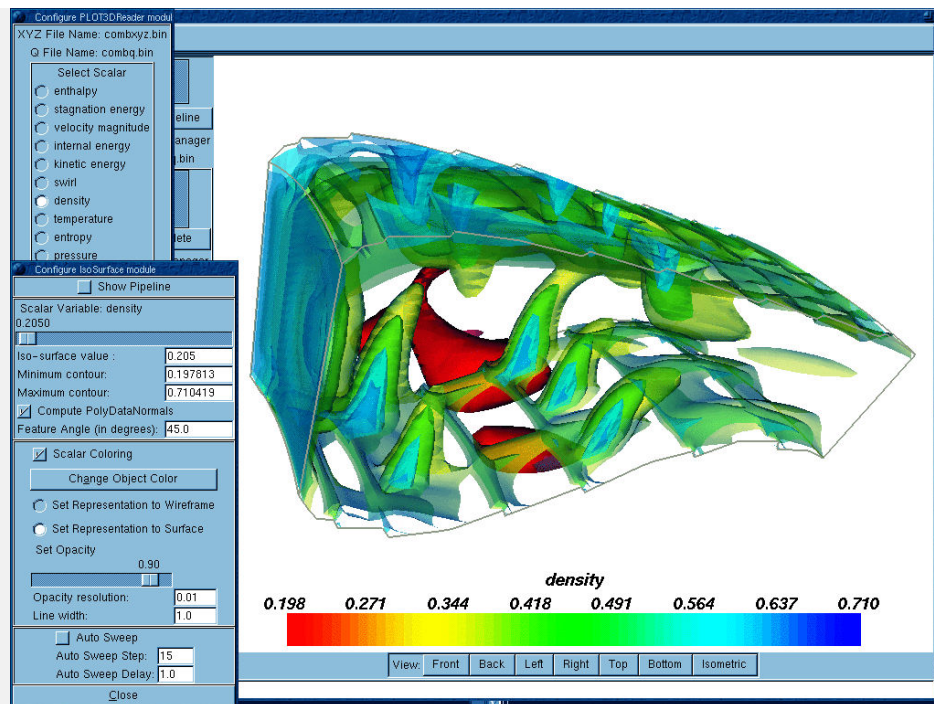 Configure PLOT3DReader modul
XYZ File Name: combxyz.bin
Q File Name: combq.bin
Select Scalar
enthalpy
stagnation energy
velocity magnitude
internal energy
kinetic energy
swirl
density
temperature
entropy
pressure
eline
anager
g.bin
lete
Configure IsoSurface module
Show Pipeline
Scalar Variable: density
0.2050
Iso-surface value : 0.205
Minimum contour: 0.197813
Maximum contour: 0.710419
Compute PolyDataNormals
Feature Angle (in degrees): 45.0
Scalar Coloring
Change Object Color
Set Representation to Wireframe
Set Representation to Surface
Set Opacity
0.90
Opacity resolution: 0.01
Line width: 1.0
Auto Sweep
Auto Sweep Step: 15
Auto Sweep Delay: 1.0
Close
density
0.198 0.271 0.344 0.418 0.491 0.564 0.637 0.710
View: Front Back Left Right Top Bottom Isometric